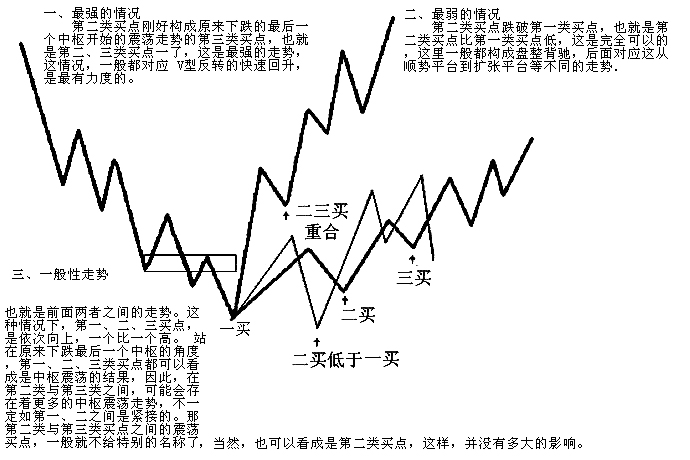 一、最强的情况
第二类买点刚好构成原来下跌的最后一
个中枢开始的震荡走势的第三类买点，也就
是第二、三类买点一了，这是最强的走势，
这情况，一般都对应 V型反转的快速回升，
是最有力度的。
二、最弱的情况
第二类买点跌破第一类买点，也就是第
二类买点比第一类买点低，这是完全可以的
，这里一般都构成盘整背驰，后面对应这从
顺势平台到扩张平台等不同的走势.
二三买
重合
三买
二买
一买
二买低于一买
三、一般性走势
也就是前面两者之间的走势。这
种情况下，第一、二、三买点，
是依次向上，一个比一个高。 站
在原来下跌最后一个中枢的角度
，第一、二、三类买点都可以看
成是中枢震荡的结果，因此，在
第二类与第三类之间，可能会存
在着更多的中枢震荡走势，不一
定如第一、二之间是紧接的。那
第二类与第三类买点之间的震荡
买点，一般就不给特别的名称了，当然，也可以看成是第二类买点，这样，并没有多大的影响。